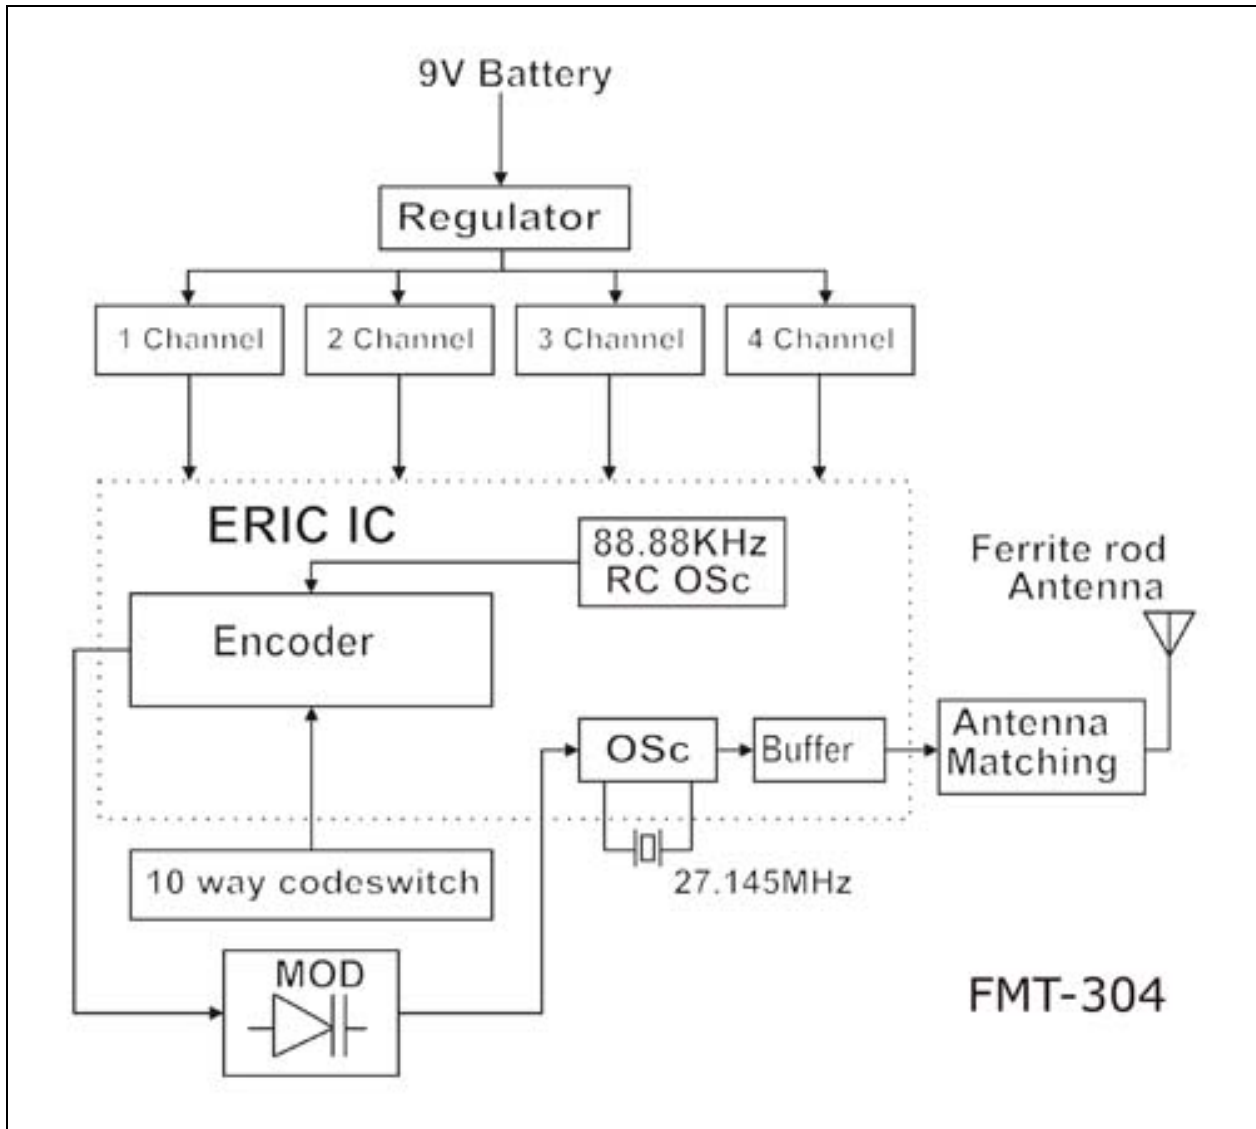 9V Battery
Regulator
1 Channel
2 Channel
3 Channel
4 Channel
ERIC IC
88.88KHz
RC OSc
Encoder
Ferrite rod
Antenna
OSc
Buffer
Antenna
Matching
10 way codeswitch
27.145MHz
MOD
FMT-304